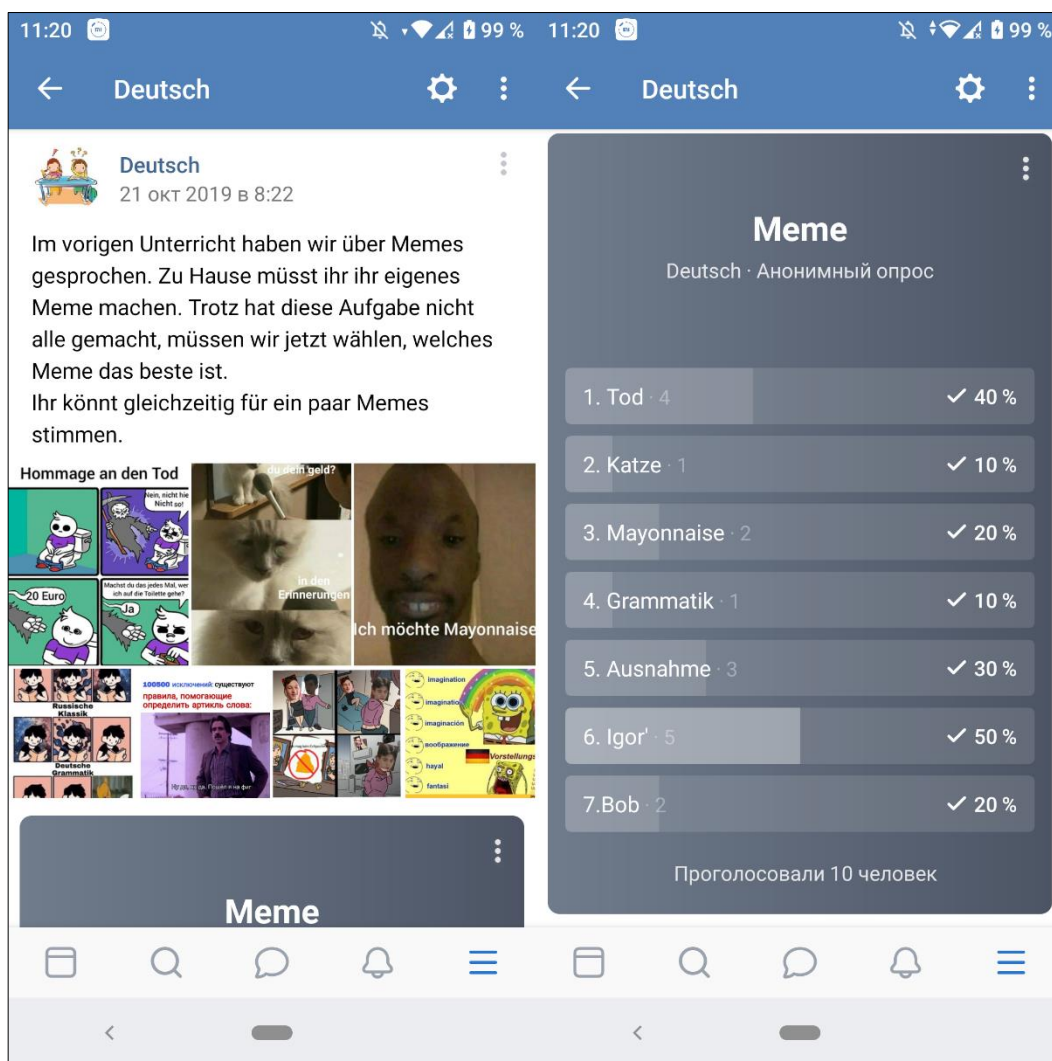 11:20
99 %
Deutsch
Deutsch
21 окт 2019 в 8:22
Im vorigen Unterricht haben wir über Memes
gesprochen. Zu Hause müsst ihr ihr eigenes
Meme machen. Trotz hat diese Aufgabe nicht
alle gemacht, müssen wir jetzt wählen, welches
Meme das beste ist.
Ihr könnt gleichzeitig für ein paar Memes
stimmen.
Hommage an den Tod
Nein, nicht hie
Nicht so!
20 Euro
Machst du das jedes Mal, wer
ich auf die Toilette gehe?
Ja
du dein geld?
in den
Erinnerungen
Ich möchte Mayonnaise
Russische
Klassik
Deutsche
Grammatik
100500 исключений: существуют
правила, помогающие
определить артикль слова:
imagination
imaginatio
imaginación
воображение
hayal
fantasi
Vorstellung
Meme
11:20
99 %
Deutsch
Meme
Deutsch · Анонимный опрос
1. Tod · 4 40 %
2. Katze · 1 10 %
3. Mayonnaise · 2 20 %
4. Grammatik · 1 10 %
5. Ausnahme · 3 30 %
6. Igor' · 5 50 %
7.Bob · 2 20 %
Проголосовали 10 человек